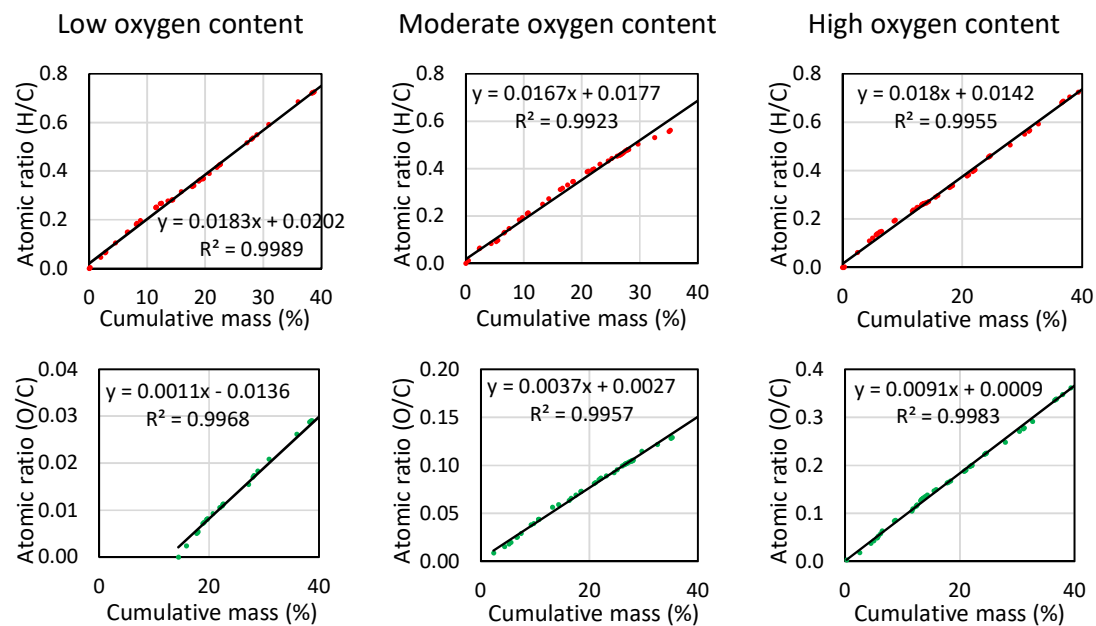 Low oxygen content
Moderate oxygen content
High oxygen content
Atomic ratio (H/C)
0.8
0.6
0.4
0.2
0.0
y = 0.0183x + 0.0202
R² = 0.9989
0 10 20 30 40
Cumulative mass (%)
Atomic ratio (H/C)
0.8
0.6
0.4
0.2
0.0
y = 0.0167x + 0.0177
R² = 0.9923
0 10 20 30 40
Cumulative mass (%)
Atomic ratio (H/C)
0.8
0.6
0.4
0.2
0.0
y = 0.018x + 0.0142
R² = 0.9955
0 20 40
Cumulative mass (%)
Atomic ratio (O/C)
0.04
0.03
0.02
0.01
0.00
y = 0.0011x - 0.0136
R² = 0.9968
0 20 40
Cumulative mass (%)
Atomic ratio (O/C)
0.20
0.15
0.10
0.05
0.00
y = 0.0037x + 0.0027
R² = 0.9957
0 10 20 30 40
Cumulative mass (%)
Atomic ratio (O/C)
0.4
0.3
0.2
0.1
0.0
y = 0.0091x + 0.0009
R² = 0.9983
0 20 40
Cumulative mass (%)